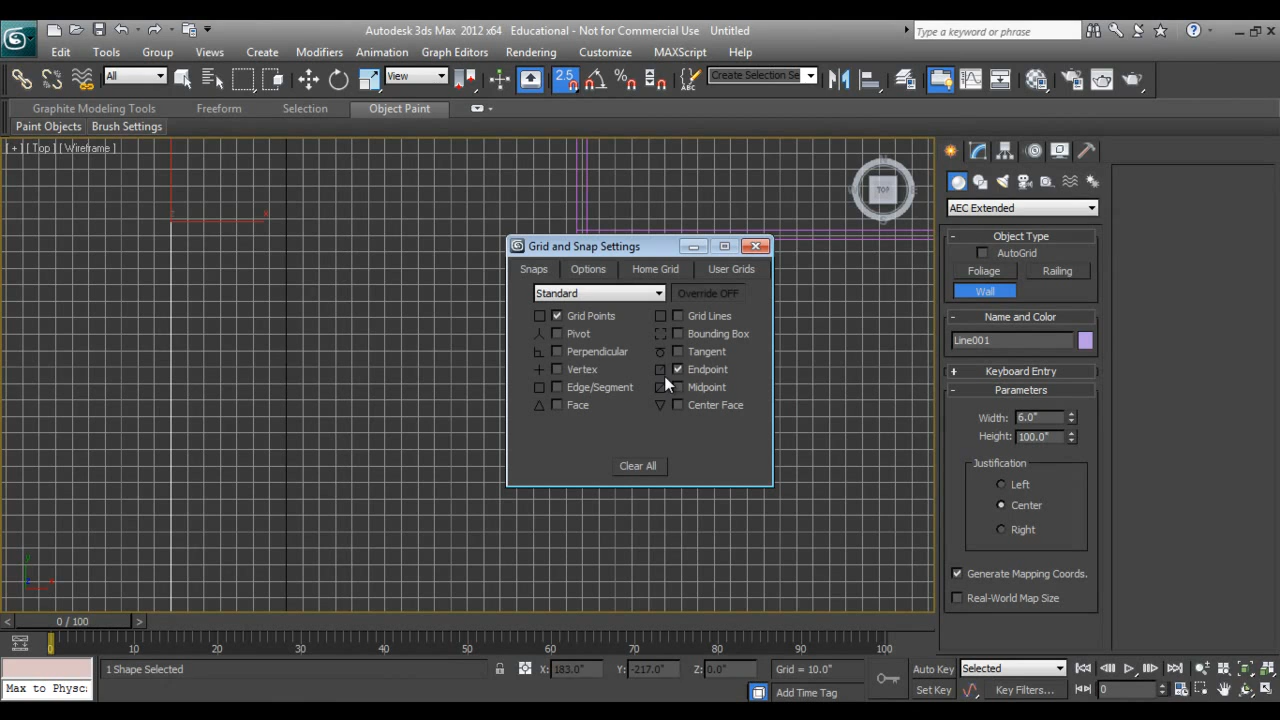 Autodesk 3ds Max 2012 x64   Educational - Not for Commercial Use   Untitled
Type a keyword or phrase
Edit Tools Group Views Create Modifiers Animation Graph Editors Rendering Customize MAXScript Help
All View 2.5 Create Selection Se
Graphite Modeling Tools Freeform Selection Object Paint
Paint Objects Brush Settings
[ + ] [ Top ] [ Wireframe ]
TOP
AEC Extended
Object Type
AutoGrid
Foliage Railing
Wall
Name and Color
Line001
Keyboard Entry
Parameters
Width: 6.0"
Height: 100.0"
Justification
Left
Center
Right
Generate Mapping Coords.
Real-World Map Size
Grid and Snap Settings
Snaps Options Home Grid User Grids
Standard Override OFF
Grid Points Grid Lines
Pivot Bounding Box
Perpendicular Tangent
Vertex Endpoint
Edge/Segment Midpoint
Face Center Face
Clear All
x
z
y
0 / 100
0 10 20 30 40 50 60 70 80 90 100
1 Shape Selected X: 183.0" Y: -217.0" Z: 0.0" Grid = 10.0" Auto Key Selected
Max to Physc: Add Time Tag Set Key Key Filters... 0